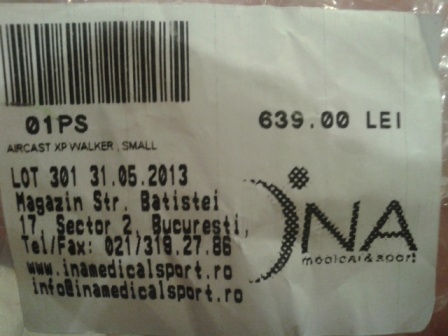 01PS
639.00 LEI
AIRCAST XP WALKER , SMALL
LOT 301 31.05.2013
Magazin Str. Batistei
17, Sector 2, Bucuresti,
Tel/Fax: 021/319.27.86
www.inamedicalsport.ro
info@inamedicalsport.ro
INA
medical & sport